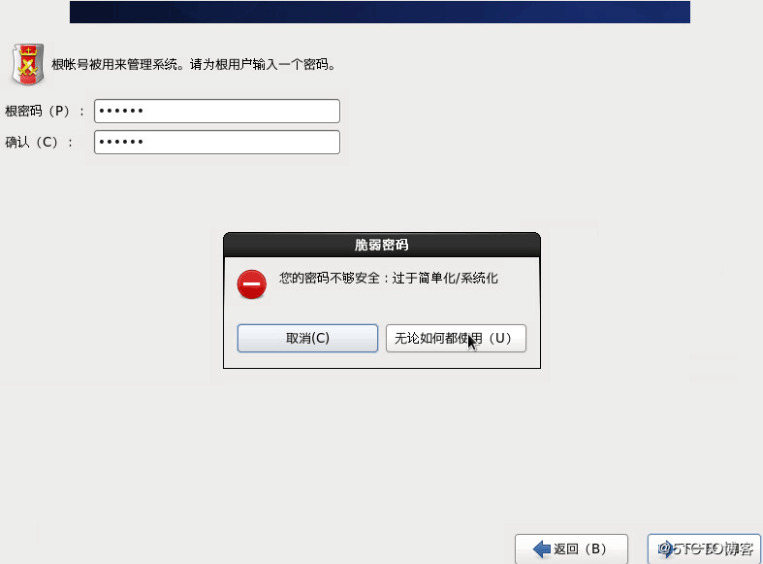 根帐号被用来管理系统。请为根用户输入一个密码。
根密码（P）：
确认（C）：
脆弱密码
您的密码不够安全：过于简单化/系统化
取消(C)
无论如何都使用（U）
返回（B）
@51CTO博客